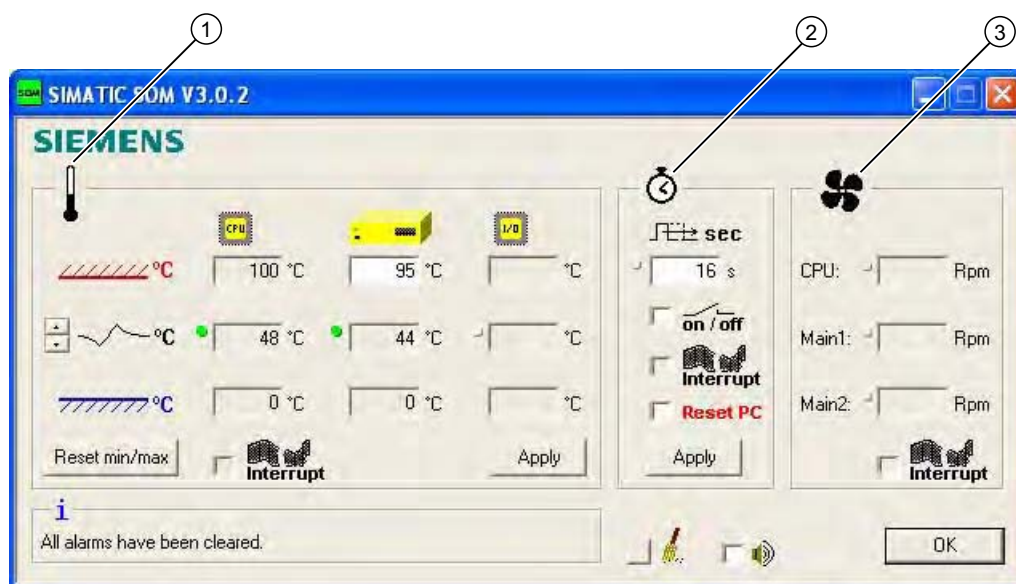 1
2
3
SOM SIMATIC SOM V3.0.2
SIEMENS
CPU
I/O
sec
°C 100 °C 95 °C °C
16 s
CPU: Rpm
on / off
°C 48 °C 44 °C °C
Main1: Rpm
Interrupt
°C 0 °C 0 °C °C
Reset PC
Main2: Rpm
Reset min/max
Interrupt
Apply
Apply
Interrupt
i
All alarms have been cleared.
OK